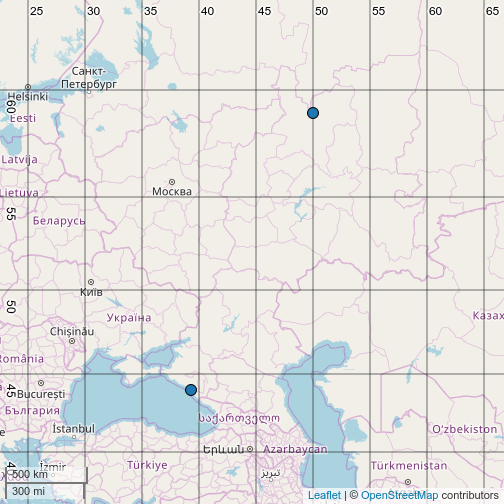 25 30 35 40 45 50 55 60 65
60
Санкт-
Петербург
Helsinki
Eesti
Latvija
Москва
Lietuva
55
Беларусь
Київ
50
Україна
Казах
Chișinău
România
45
București
България
საქართველო
İstanbul
Oʻzbekiston
Երևան
Azərbaycan
İzmir
Türkiye
تبریز
Türkmenistan
500 km
300 mi
Leaflet | © OpenStreetMap contributors